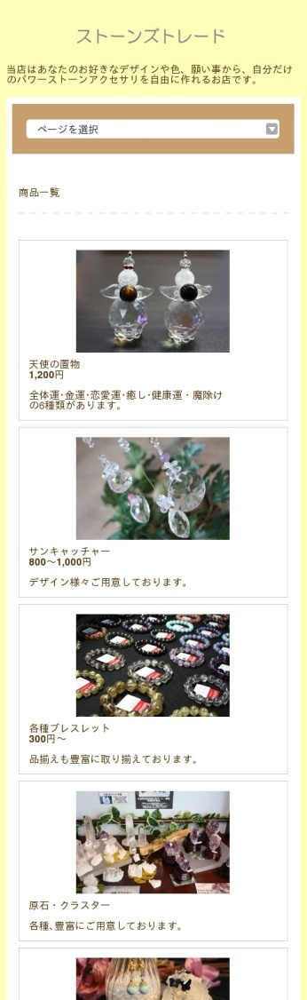 ストーンズトレード
当店はあなたのお好きなデザインや色、願い事から、自分だけ
のパワーストーンアクセサリを自由に作れるお店です。
ページを選択
商品一覧
天使の置物
1,200円
全体運･金運･恋愛運･癒し･健康運・魔除け
の6種類があります。
サンキャッチャー
800～1,000円
デザイン様々ご用意しております。
各種ブレスレット
300円～
品揃えも豊富に取り揃えております。
原石・クラスター
各種､豊富にご用意しております。